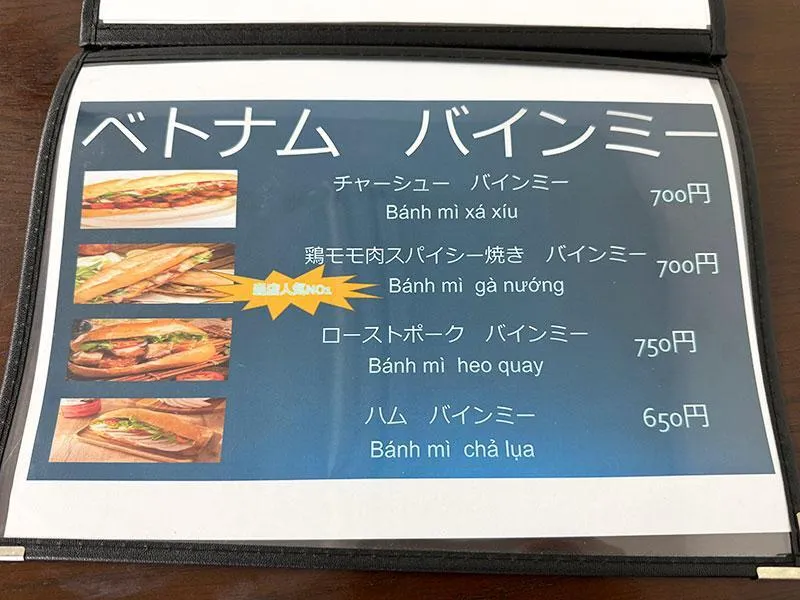 ベトナム　バインミー
チャーシュー　バインミー
Bánh mì xá xíu
700円
鶏モモ肉スパイシー焼き　バインミー
Bánh mì gà nướng
700円
当店人気NO1
ローストポーク　バインミー
Bánh mì heo quay
750円
ハム　バインミー
Bánh mì chả lụa
650円